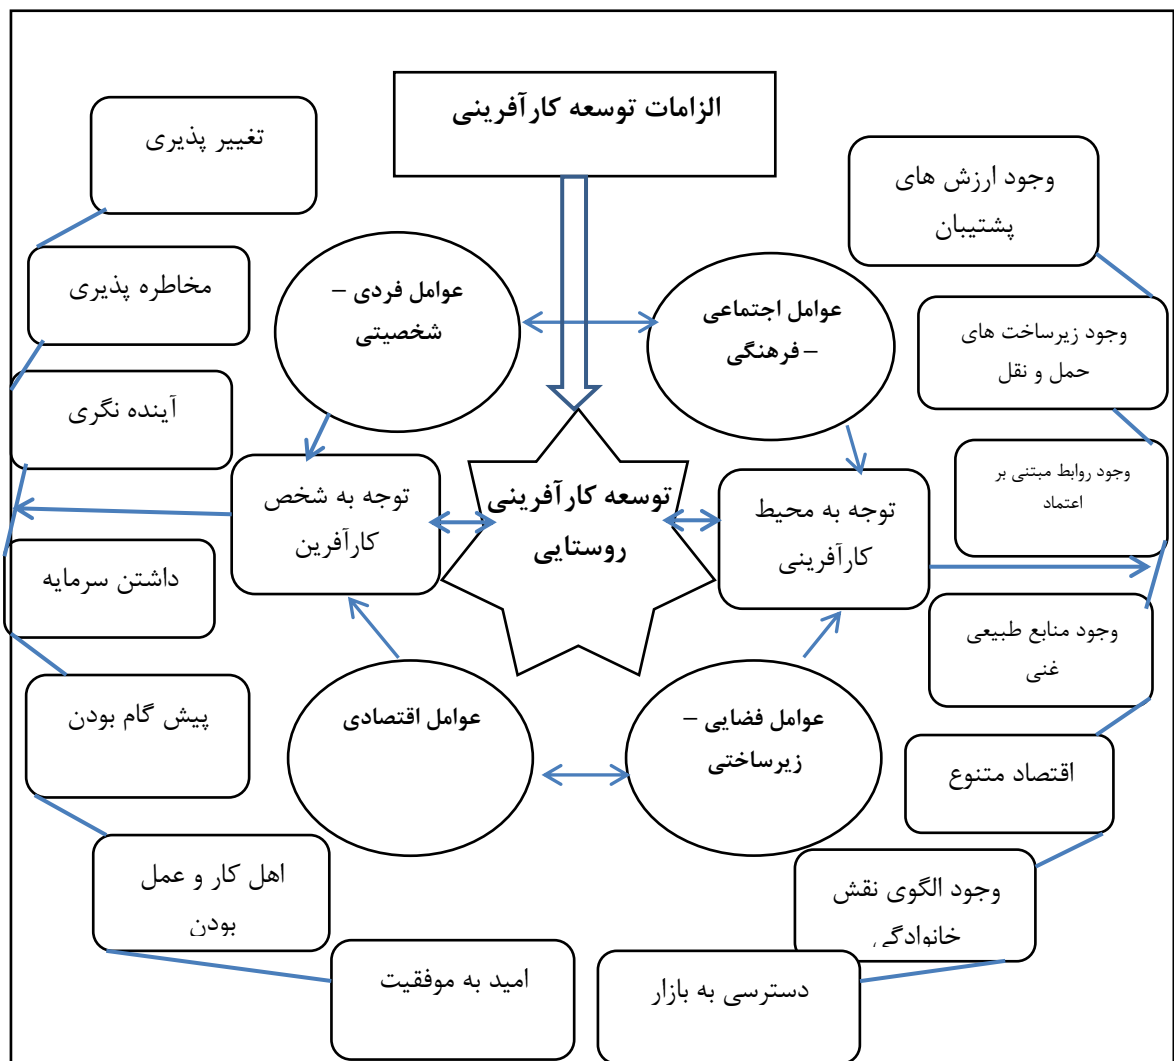 الزامات توسعه کارآفرینی
وجود ارزش های
پشتیبان
وجود زیرساخت های
حمل و نقل
وجود روابط مبتنی بر
اعتماد
وجود منابع طبیعی
غنی
اقتصاد متنوع
وجود الگوی نقش
خانوادگی
دسترسی به بازار
عوامل اجتماعی
– فرهنگی
توجه به محیط
کارآفرینی
عوامل فضایی –
زیرساختی
توسعه کارآفرینی
روستایی
عوامل فردی –
شخصیتی
توجه به شخص
کارآفرین
عوامل اقتصادی
تغییر پذیری
مخاطره پذیری
آینده نگری
داشتن سرمایه
پیش گام بودن
اهل کار و عمل
بودن
امید به موفقیت